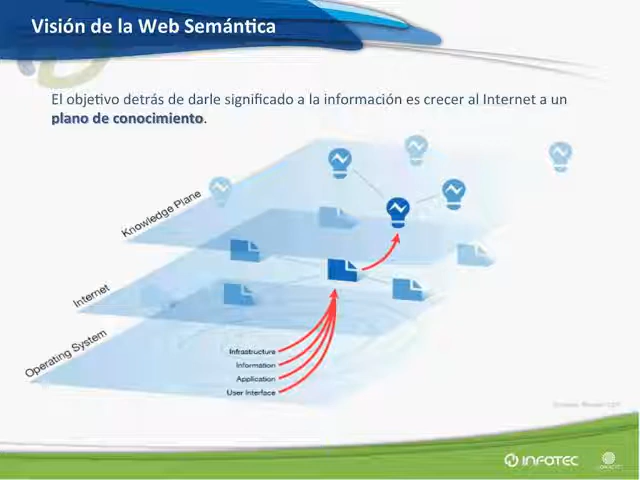 Visión de la Web Semántica
El objetivo detrás de darle significado a la información es crecer al Internet a un
plano de conocimiento.
Knowledge Plane
Internet
Operating System
Infrastructure
Information
Application
User Interface
INFOTEC